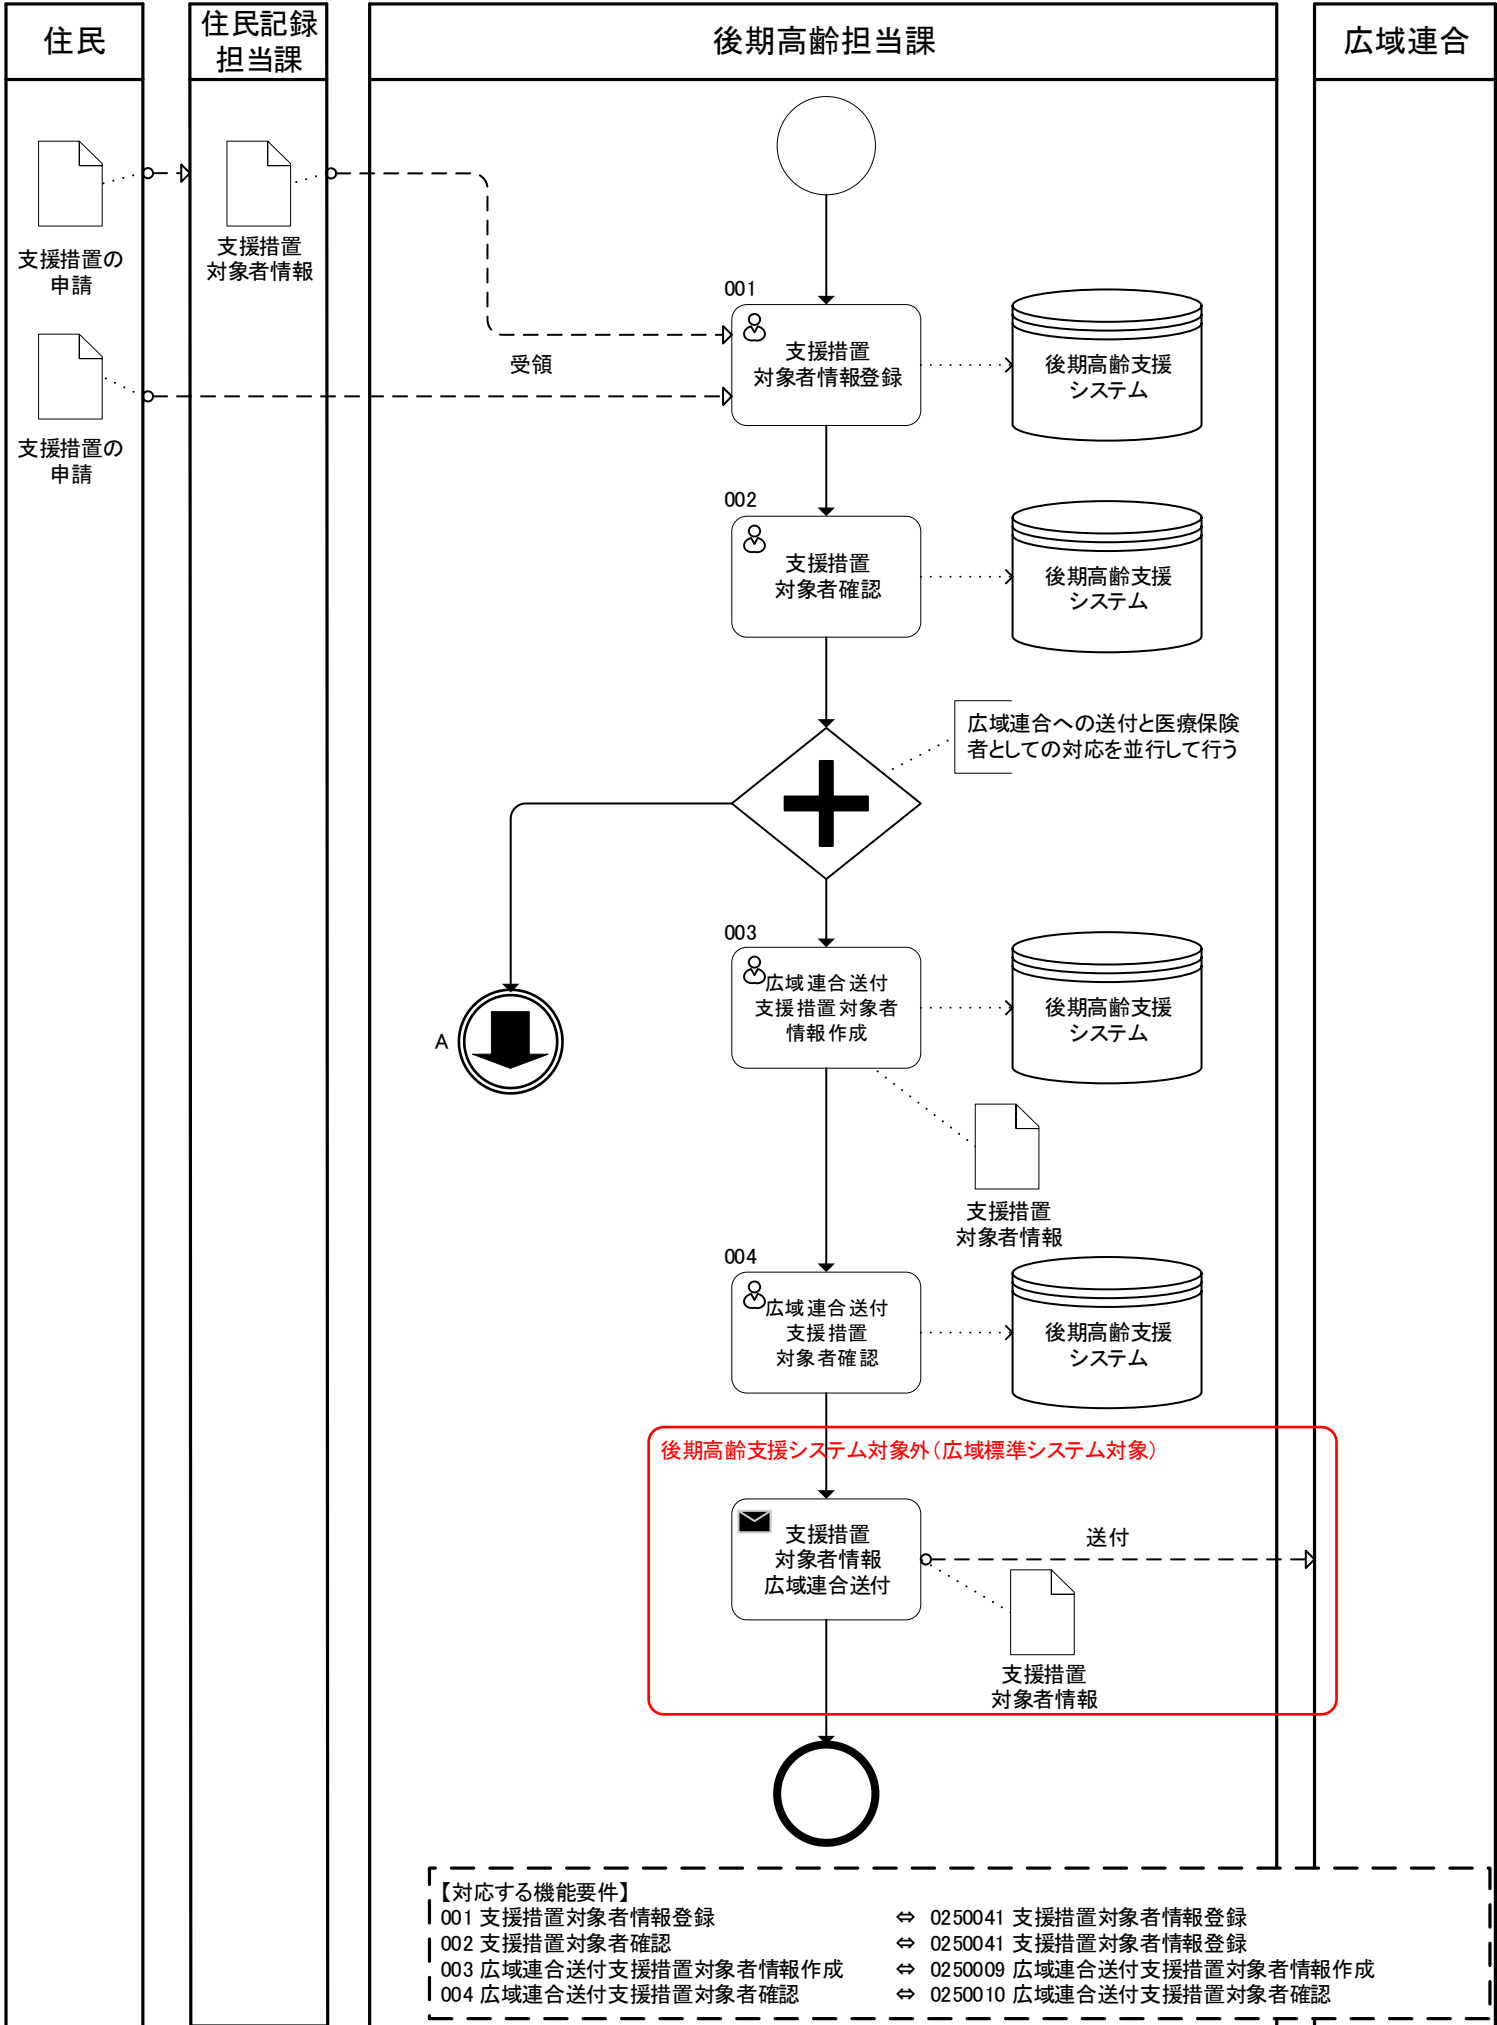 住民
住民記録
担当課
後期高齢担当課
広域連合
支援措置の
申請
支援措置
対象者情報
支援措置の
申請
受領
001
支援措置
対象者情報登録
後期高齢支援
システム
002
支援措置
対象者確認
後期高齢支援
システム
広域連合への送付と医療保険
者としての対応を並行して行う
A
003
広域連合送付
支援措置対象者
情報作成
後期高齢支援
システム
支援措置
対象者情報
004
広域連合送付
支援措置
対象者確認
後期高齢支援
システム
後期高齢支援システム対象外（広域標準システム対象）
支援措置
対象者情報
広域連合送付
送付
支援措置
対象者情報
【対応する機能要件】
001 支援措置対象者情報登録 ⇔ 0250041 支援措置対象者情報登録
002 支援措置対象者確認 ⇔ 0250041 支援措置対象者情報登録
003 広域連合送付支援措置対象者情報作成 ⇔ 0250009 広域連合送付支援措置対象者情報作成
004 広域連合送付支援措置対象者確認 ⇔ 0250010 広域連合送付支援措置対象者確認